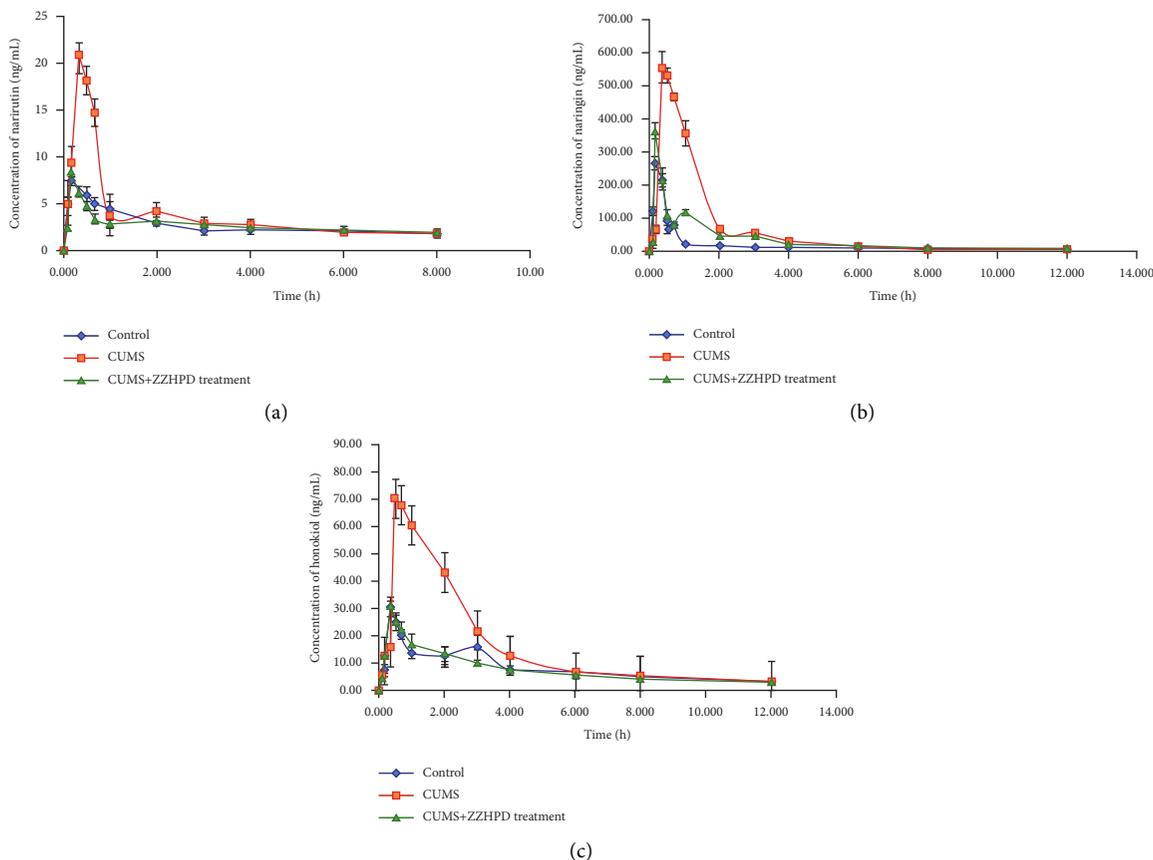 Concentration of narirutin (ng/mL)
25
20
15
10
5
0
0.000 2.000 4.000 6.000 8.000 10.00
Time (h)
Control
CUMS
CUMS+ZZHPD treatment
(a)
Concentration of naringin (ng/mL)
700.00
600.00
500.00
400.00
300.00
200.00
100.00
0.00
0.000 2.000 4.000 6.000 8.000 10.000 12.000 14.000
Time (h)
Control
CUMS
CUMS+ZZHPD treatment
(b)
Concentration of honokiol (ng/mL)
90.00
80.00
70.00
60.00
50.00
40.00
30.00
20.00
10.00
0.00
0.000 2.000 4.000 6.000 8.000 10.000 12.000 14.000
Time (h)
Control
CUMS
CUMS+ZZHPD treatment
(c)